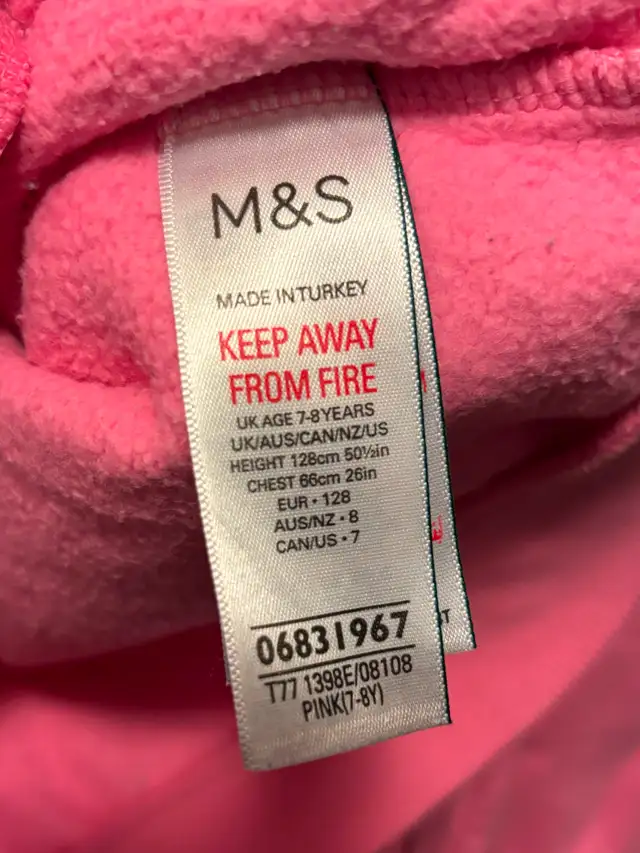 M&S
MADE IN TURKEY
KEEP AWAY
FROM FIRE
UK AGE 7-8 YEARS
UK/AUS/CAN/NZ/US
HEIGHT 128cm 50½in
CHEST 66cm 26in
EUR • 128
AUS/NZ • 8
CAN/US • 7
06831967
T77 1398E/08108
PINK(7-8Y)